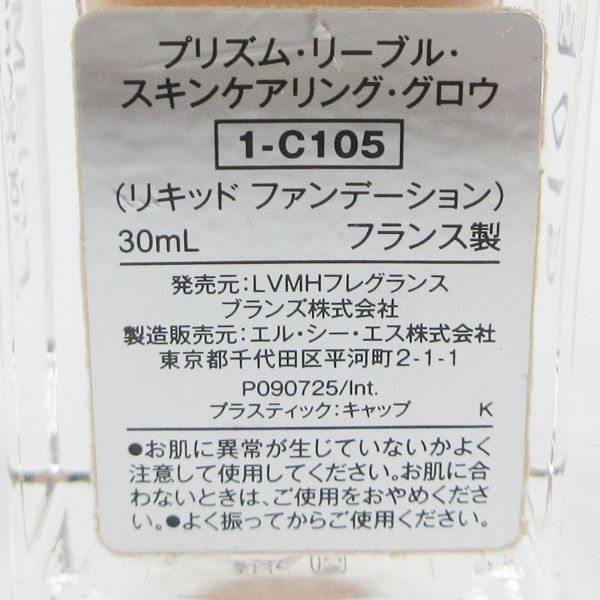 プリズム・リーブル・
スキンケアリング・グロウ
1-C105
(リキッド ファンデーション)
30mL フランス製
発売元:LVMHフレグランス
ブランズ株式会社
製造販売元:エル・シー・エス株式会社
東京都千代田区平河町2-1-1
P090725/Int.
プラスティック:キャップ K
●お肌に異常が生じていないかよく
注意して使用してください。お肌に合
わないときは、ご使用をおやめくださ
い。●よく振ってからご使用ください。